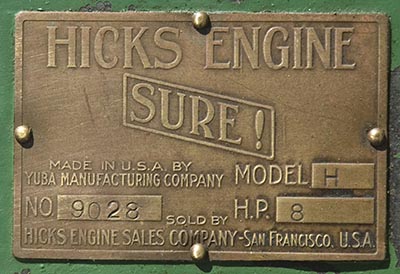 HICKS ENGINE
SURE!
MADE IN U.S.A. BY
YUBA MANUFACTURING COMPANY MODEL H
NO. 9028 SOLD BY H.P. 8
HICKS ENGINE SALES COMPANY-SAN FRANCISCO, U.S.A.